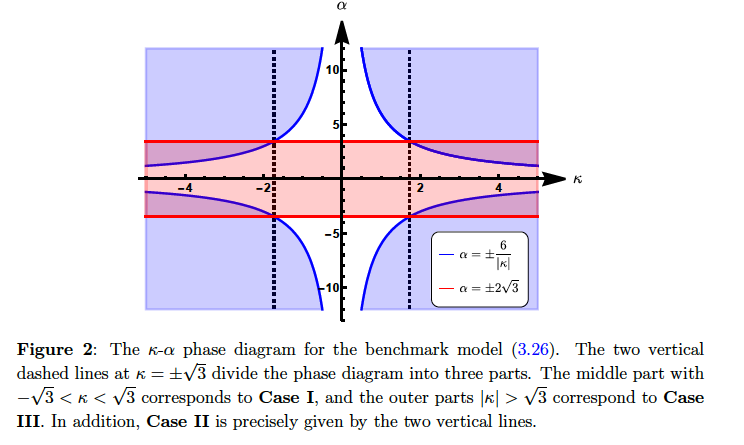 α
10
5
−4
−2
2
4
κ
−5
−10
α = ± 6/|κ|
α = ±2√3
Figure 2: The κ-α phase diagram for the benchmark model (3.26). The two vertical
dashed lines at κ = ±√3 divide the phase diagram into three parts. The middle part with
−√3 < κ < √3 corresponds to Case I, and the outer parts |κ| > √3 correspond to Case
III. In addition, Case II is precisely given by the two vertical lines.